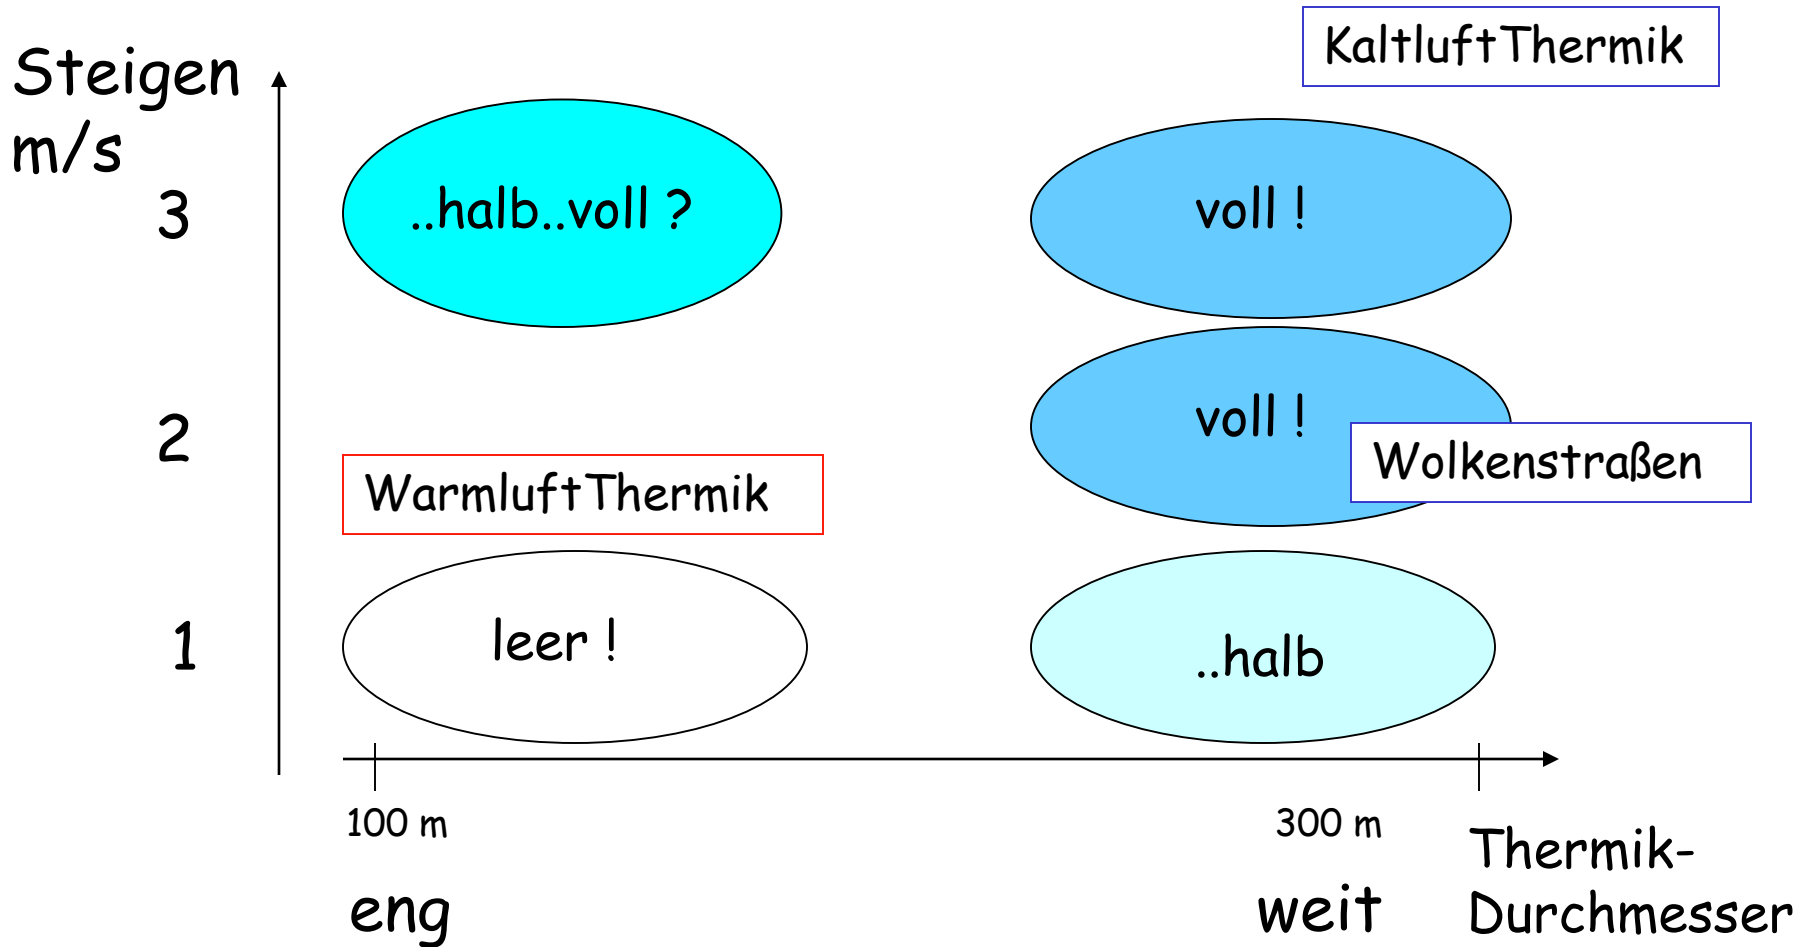 KaltluftThermik
Steigen
m/s
3
..halb..voll ?
voll !
2
voll !
Wolkenstraßen
WarmluftThermik
1
leer !
..halb
100 m
300 m
Thermik-
Durchmesser
eng
weit